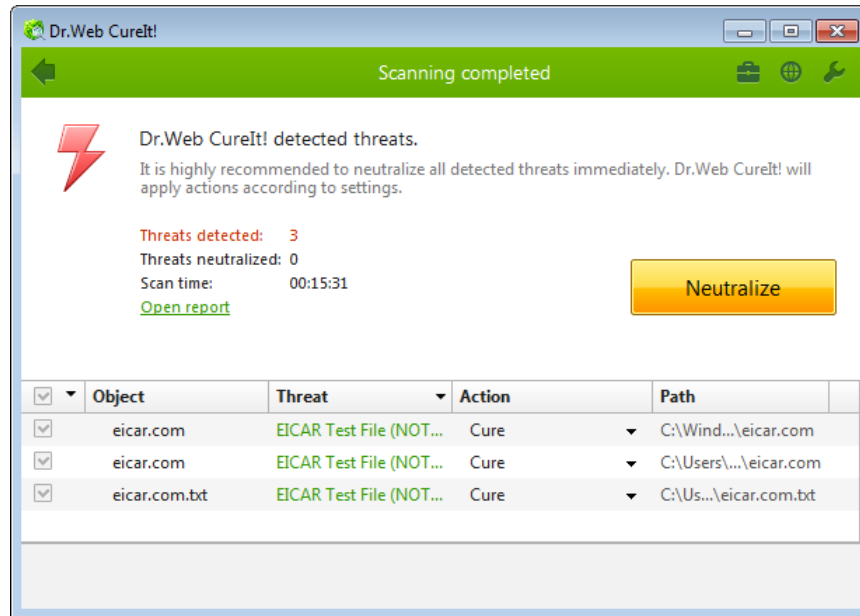 Dr.Web CureIt!
Scanning completed
Dr.Web CureIt! detected threats.
It is highly recommended to neutralize all detected threats immediately. Dr.Web CureIt! will
apply actions according to settings.
Threats detected: 3
Threats neutralized: 0
Scan time: 00:15:31
Open report
Neutralize
Object Threat Action Path
eicar.com EICAR Test File (NOT... Cure C:\Wind...\eicar.com
eicar.com EICAR Test File (NOT... Cure C:\Users\...\eicar.com
eicar.com.txt EICAR Test File (NOT... Cure C:\Us...\eicar.com.txt